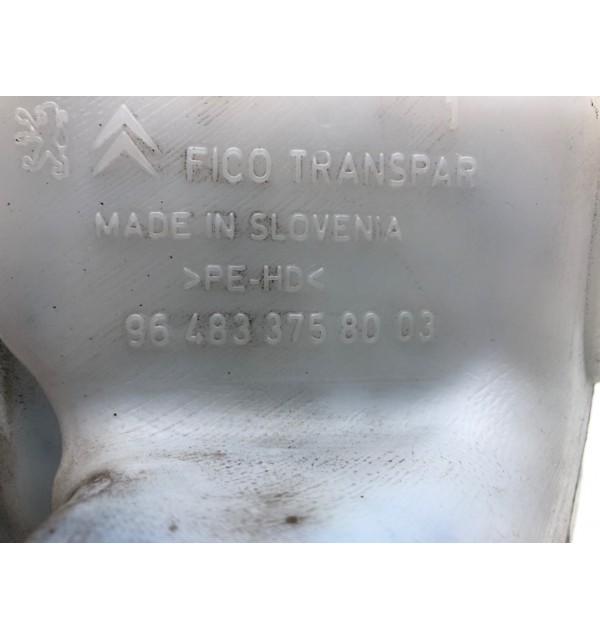 FICO TRANSPAR
MADE IN SLOVENIA
>PE-HD<
96 483 375 80 03